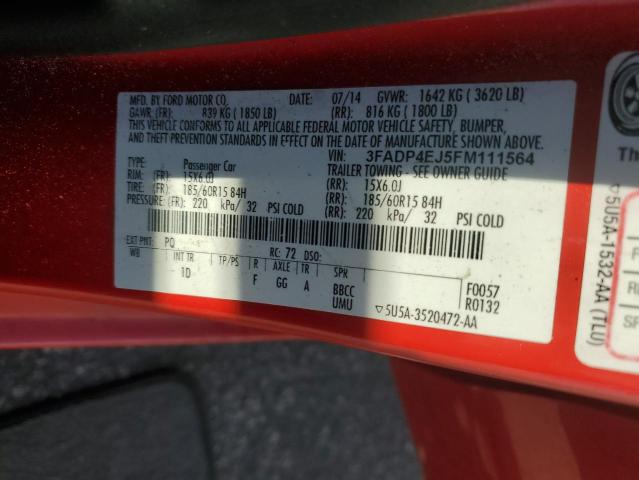 MFD. BY FORD MOTOR CO. DATE: 07/14 GVWR: 1642 KG ( 3620 LB)
GAWR: (FR): 839 KG ( 1850 LB) (RR): 816 KG ( 1800 LB)
THIS VEHICLE CONFORMS TO ALL APPLICABLE FEDERAL MOTOR VEHICLE SAFETY, BUMPER,
AND THEFT PREVENTION STANDARDS IN EFFECT ON THE DATE OF MANUFACTURE SHOWN ABOVE.
VIN: 3FADP4EJ5FM111564
TYPE: Passenger Car TRAILER TOWING - SEE OWNER GUIDE
RIM: (FR): 15X6.0J (RR): 15X6.0J
TIRE: (FR): 185/60R15 84H (RR): 185/60R15 84H
PRESSURE: (FR): 220 kPa/ 32 PSI COLD (RR): 220 kPa/ 32 PSI COLD
EXT PNT: PQ RC: 72 DSO:
WB INT TR TP/PS R AXLE TR SPR
1D F GG A BBCC F0057
UMU R0132
▽5U5A-3520472-AA
▽5U5A-1532-AA (TLU)